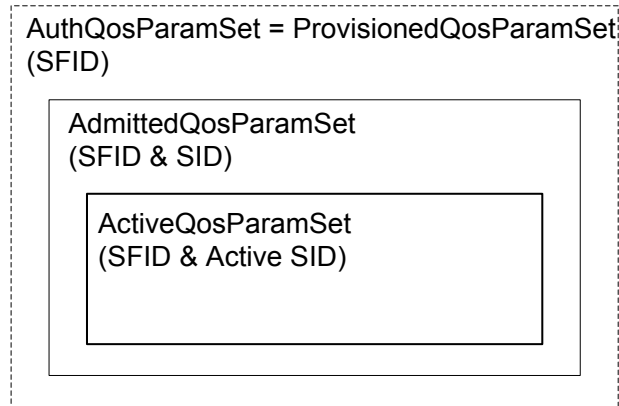 AuthQosParamSet = ProvisionedQosParamSet
(SFID)
AdmittedQosParamSet
(SFID & SID)
ActiveQosParamSet
(SFID & Active SID)